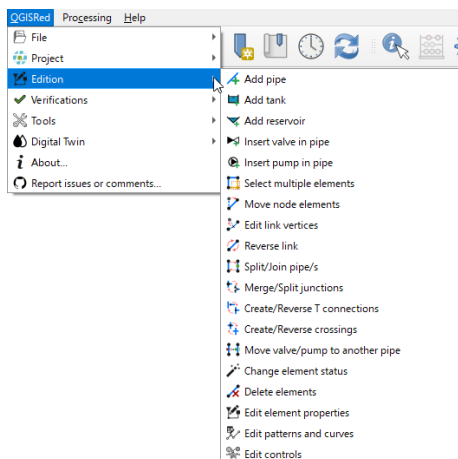 QGISRed Processing Help
File
Project
Edition
Verifications
Tools
Digital Twin
About...
Report issues or comments...
Add pipe
Add tank
Add reservoir
Insert valve in pipe
Insert pump in pipe
Select multiple elements
Move node elements
Edit link vertices
Reverse link
Split/Join pipe/s
Merge/Split junctions
Create/Reverse T connections
Create/Reverse crossings
Move valve/pump to another pipe
Change element status
Delete elements
Edit element properties
Edit patterns and curves
Edit controls